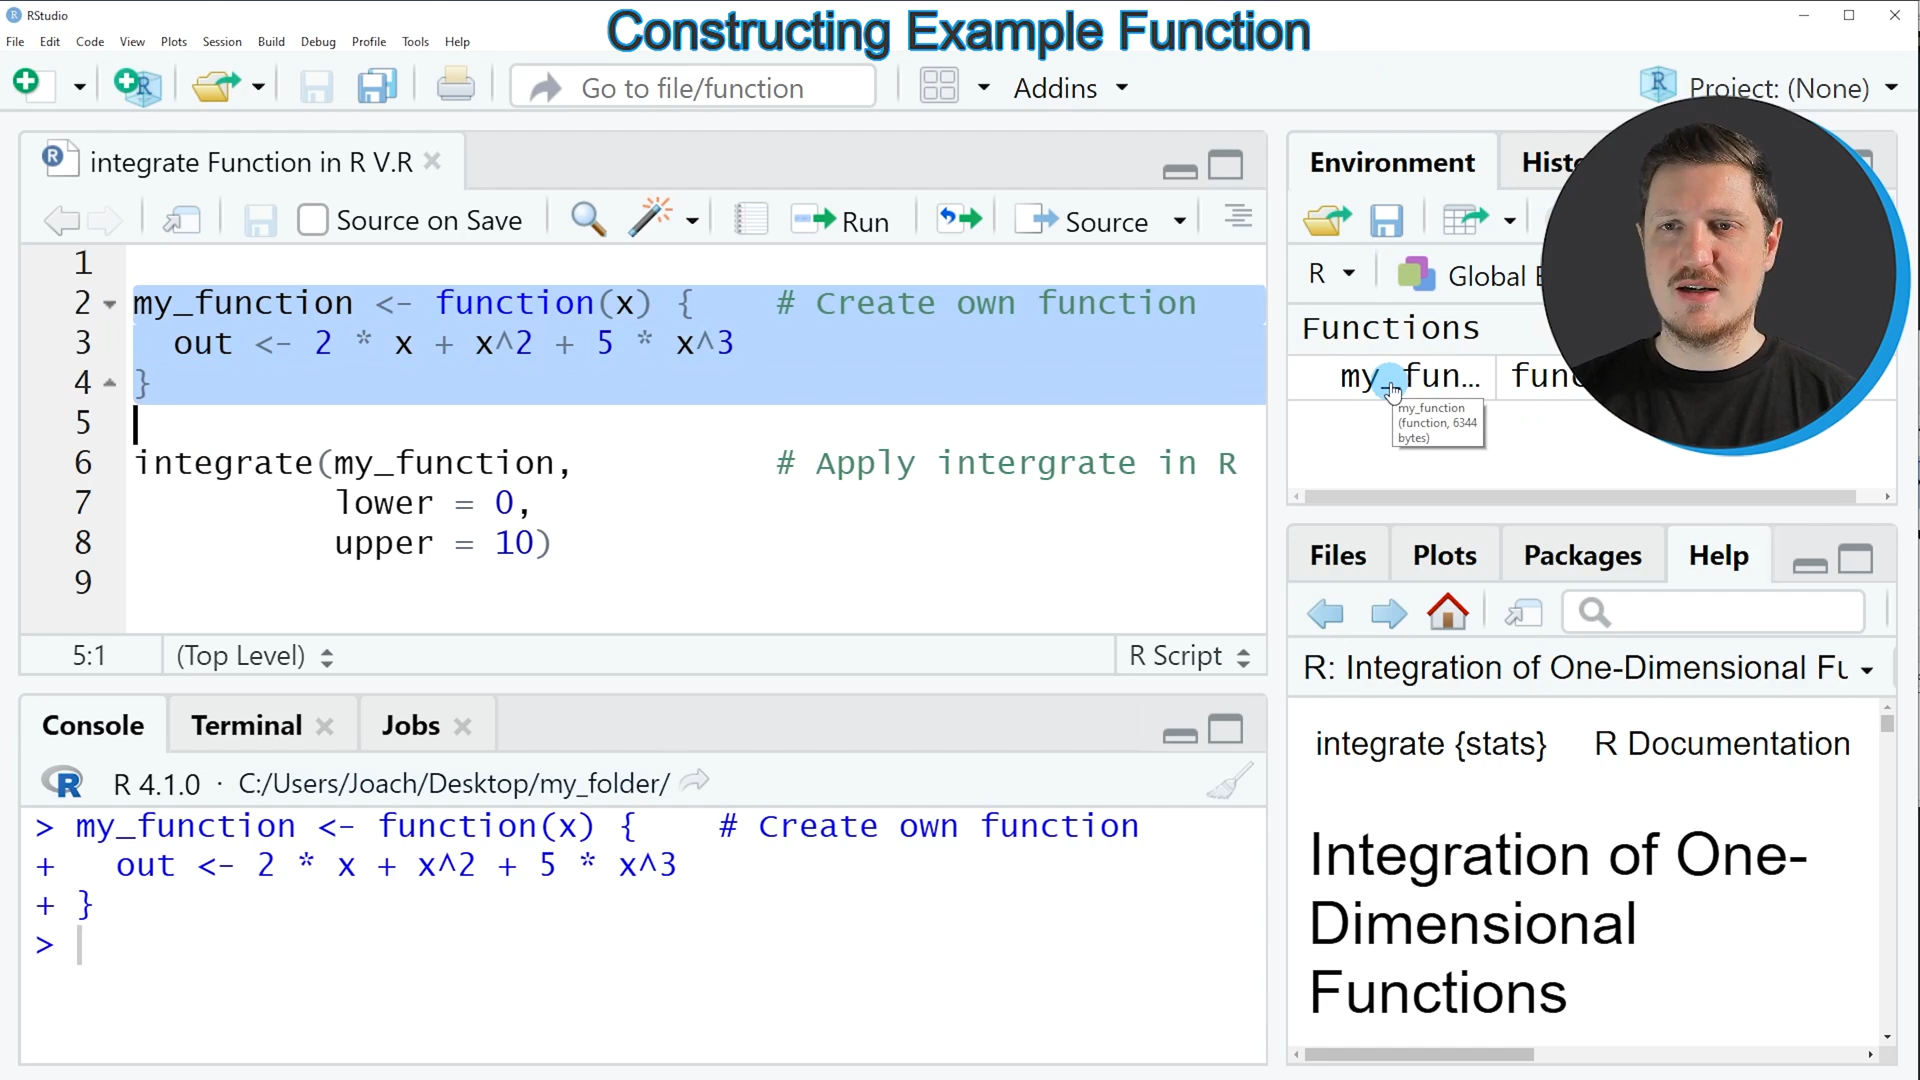 RStudio
Constructing Example Function
File Edit Code View Plots Session Build Debug Profile Tools Help
Go to file/function
Addins
Project: (None)
integrate Function in R V.R
Source on Save
Run
Source
1
2 my_function <- function(x) {    # Create own function
3   out <- 2 * x + x^2 + 5 * x^3
4 }
5
6 integrate(my_function,          # Apply intergrate in R
7           lower = 0,
8           upper = 10)
9
5:1 (Top Level) R Script
Console Terminal Jobs
R 4.1.0 · C:/Users/Joach/Desktop/my_folder/
> my_function <- function(x) {    # Create own function
+   out <- 2 * x + x^2 + 5 * x^3
+ }
>
Environment
R
Functions
my_fun...
my_function
(function, 6344
bytes)
Files Plots Packages Help
R: Integration of One-Dimensional Fu
integrate {stats} R Documentation
Integration of One-
Dimensional
Functions